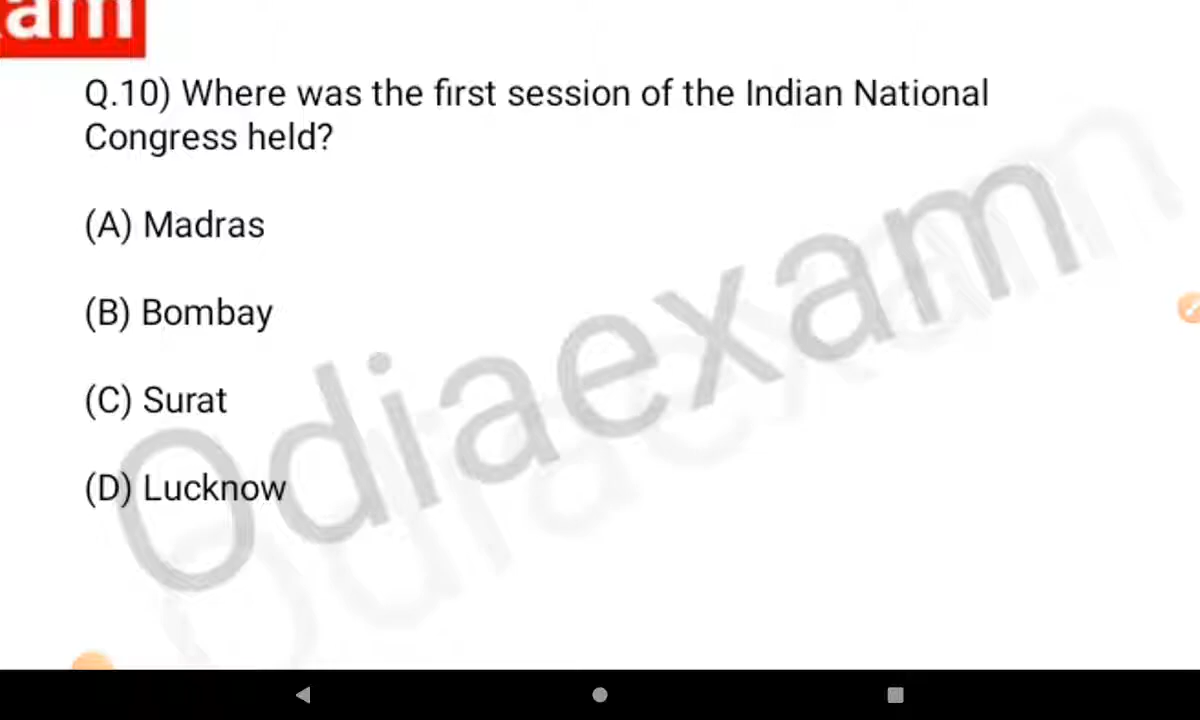 am
Q.10) Where was the first session of the Indian National
Congress held?
(A) Madras
(B) Bombay
(C) Surat
(D) Lucknow
Odiaexam